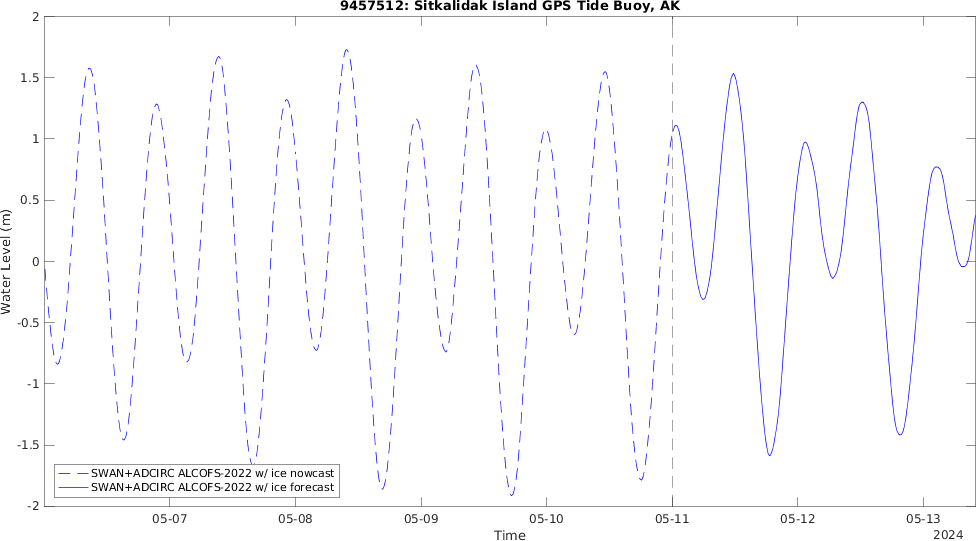 9457512: Sitkalidak Island GPS Tide Buoy, AK
Water Level (m)
2
1.5
1
0.5
0
-0.5
-1
-1.5
-2
SWAN+ADCIRC ALCOFS-2022 w/ ice nowcast
SWAN+ADCIRC ALCOFS-2022 w/ ice forecast
05-07 05-08 05-09 05-10 05-11 05-12 05-13
Time
2024